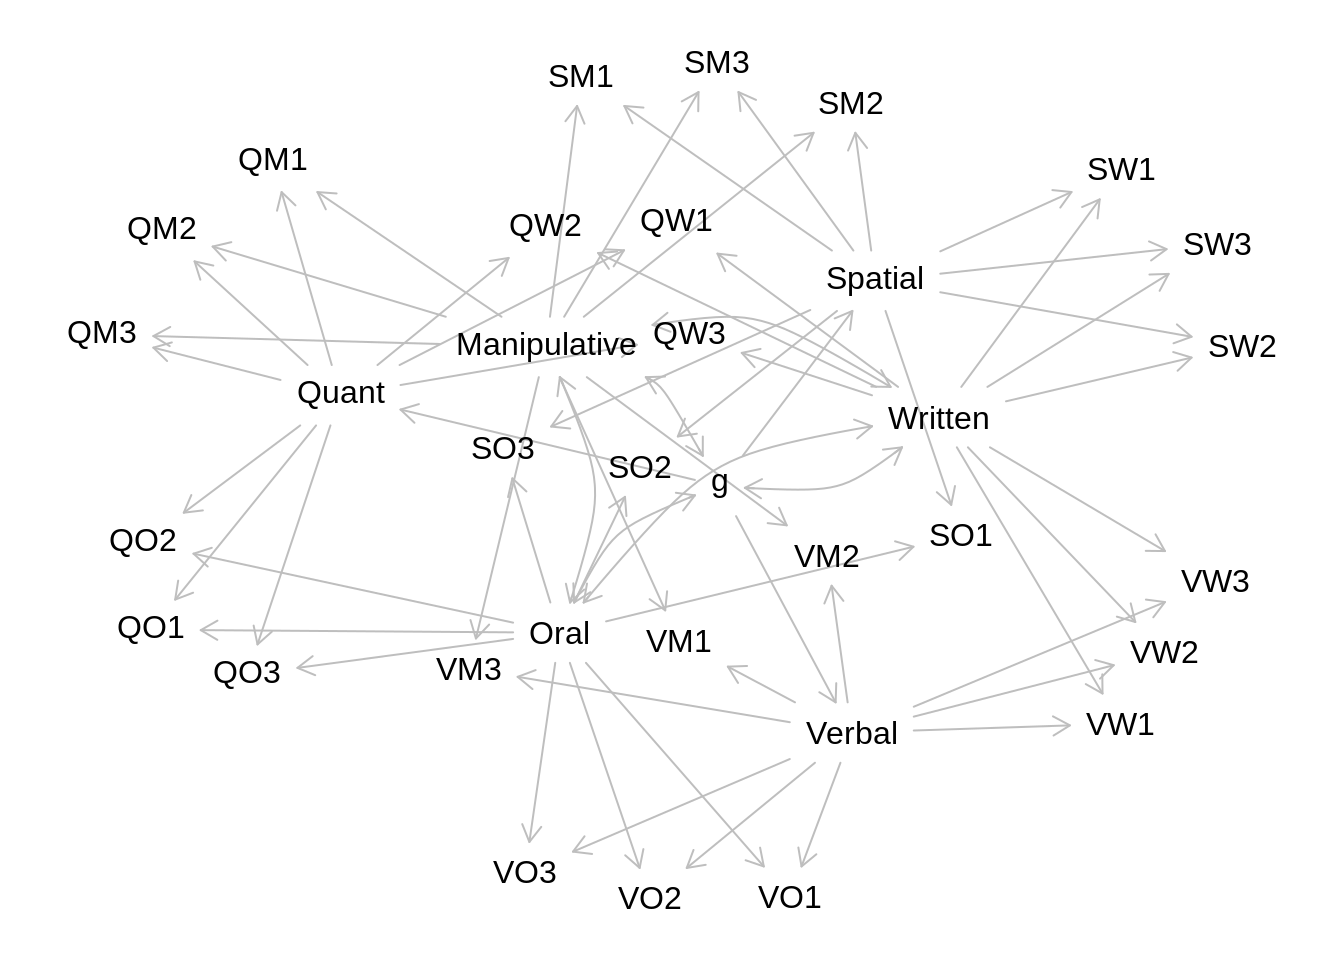 SM3
SM1
SM2
QM1
SW1
QW1
QW2
QM2
SW3
Spatial
QM3
QW3
Manipulative
SW2
Quant
Written
SO3
SO2
g
SO1
QO2
VM2
VW3
QO1
Oral
VM1
VW2
VM3
QO3
VW1
Verbal
VO3
VO1
VO2